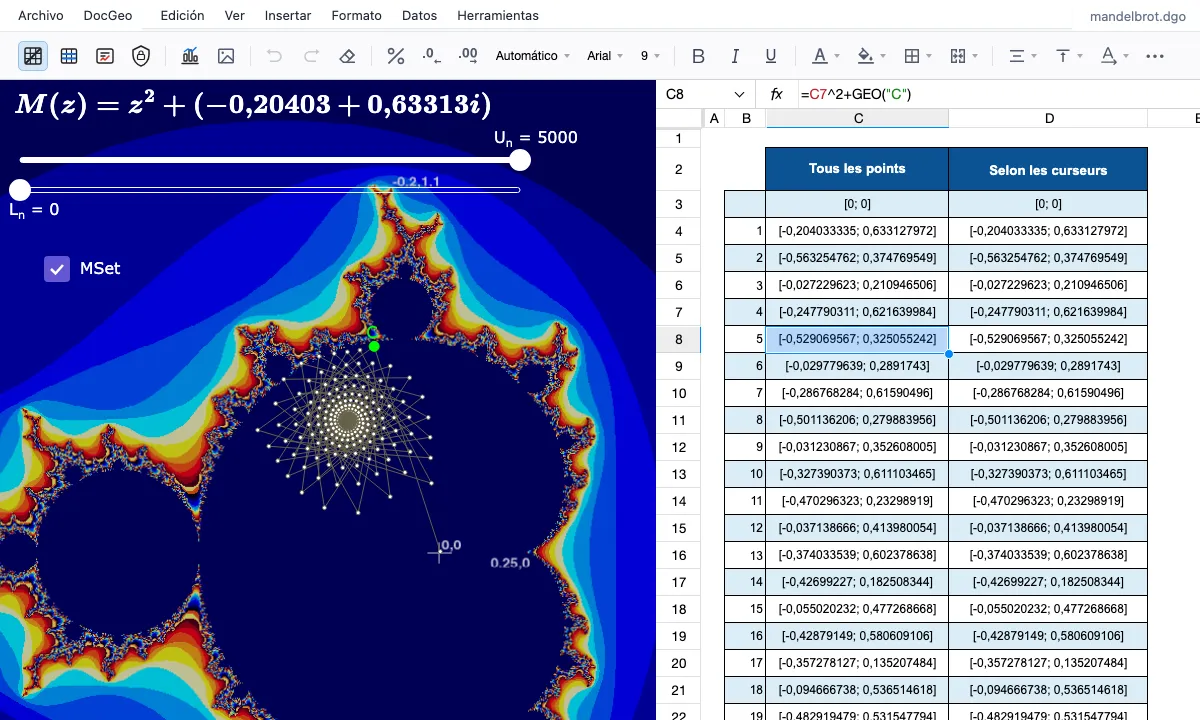 Archivo DocGeo Edición Ver Insertar Formato Datos Herramientas mandelbrot.dgo
% .0 .00 Automático Arial 9 B I U A A
M(z) = z² + (−0,20403 + 0,63313i)
Uₙ = 5000
-0.2,1.1
Lₙ = 0
MSet
C
0,0
0.25,0
C8 fx =C7^2+GEO("C")
A B C D E
1
2 Tous les points Selon les curseurs
3 [0; 0] [0; 0]
4 1 [-0,204033335; 0,633127972] [-0,204033335; 0,633127972]
5 2 [-0,563254762; 0,374769549] [-0,563254762; 0,374769549]
6 3 [-0,027229623; 0,210946506] [-0,027229623; 0,210946506]
7 4 [-0,247790311; 0,621639984] [-0,247790311; 0,621639984]
8 5 [-0,529069567; 0,325055242] [-0,529069567; 0,325055242]
9 6 [-0,029779639; 0,2891743] [-0,029779639; 0,2891743]
10 7 [-0,286768284; 0,61590496] [-0,286768284; 0,61590496]
11 8 [-0,501136206; 0,279883956] [-0,501136206; 0,279883956]
12 9 [-0,031230867; 0,352608005] [-0,031230867; 0,352608005]
13 10 [-0,327390373; 0,611103465] [-0,327390373; 0,611103465]
14 11 [-0,470296323; 0,23298919] [-0,470296323; 0,23298919]
15 12 [-0,037138666; 0,413980054] [-0,037138666; 0,413980054]
16 13 [-0,374033539; 0,602378638] [-0,374033539; 0,602378638]
17 14 [-0,42699227; 0,182508344] [-0,42699227; 0,182508344]
18 15 [-0,055020232; 0,477268668] [-0,055020232; 0,477268668]
19 16 [-0,42879149; 0,580609106] [-0,42879149; 0,580609106]
20 17 [-0,357278127; 0,135207484] [-0,357278127; 0,135207484]
21 18 [-0,094666738; 0,536514618] [-0,094666738; 0,536514618]
22 19 [-0,482919479; 0,531547794] [-0,482919479; 0,531547794]